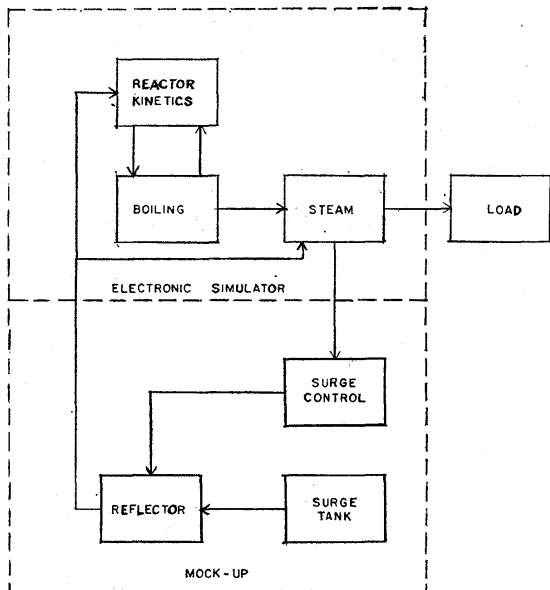 REACTOR
KINETICS
BOILING
STEAM
LOAD
ELECTRONIC SIMULATOR
SURGE
CONTROL
REFLECTOR
SURGE
TANK
MOCK-UP